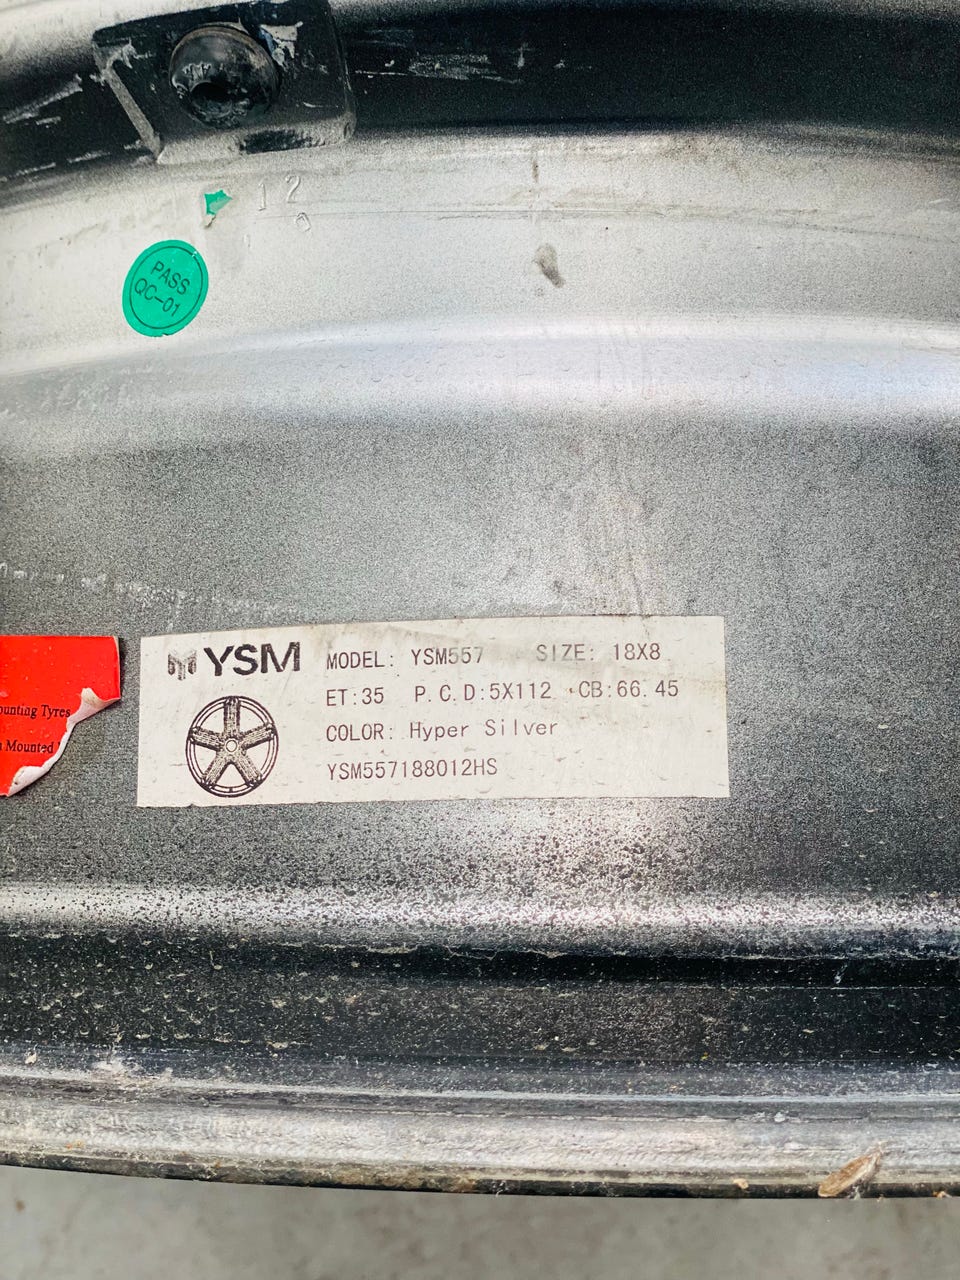 12
PASS
QC-01
YSM
MODEL: YSM557 SIZE: 18X8
ET:35 P.C.D:5X112 CB:66.45
COLOR: Hyper Silver
YSM557188012HS
Tyres
Mounted